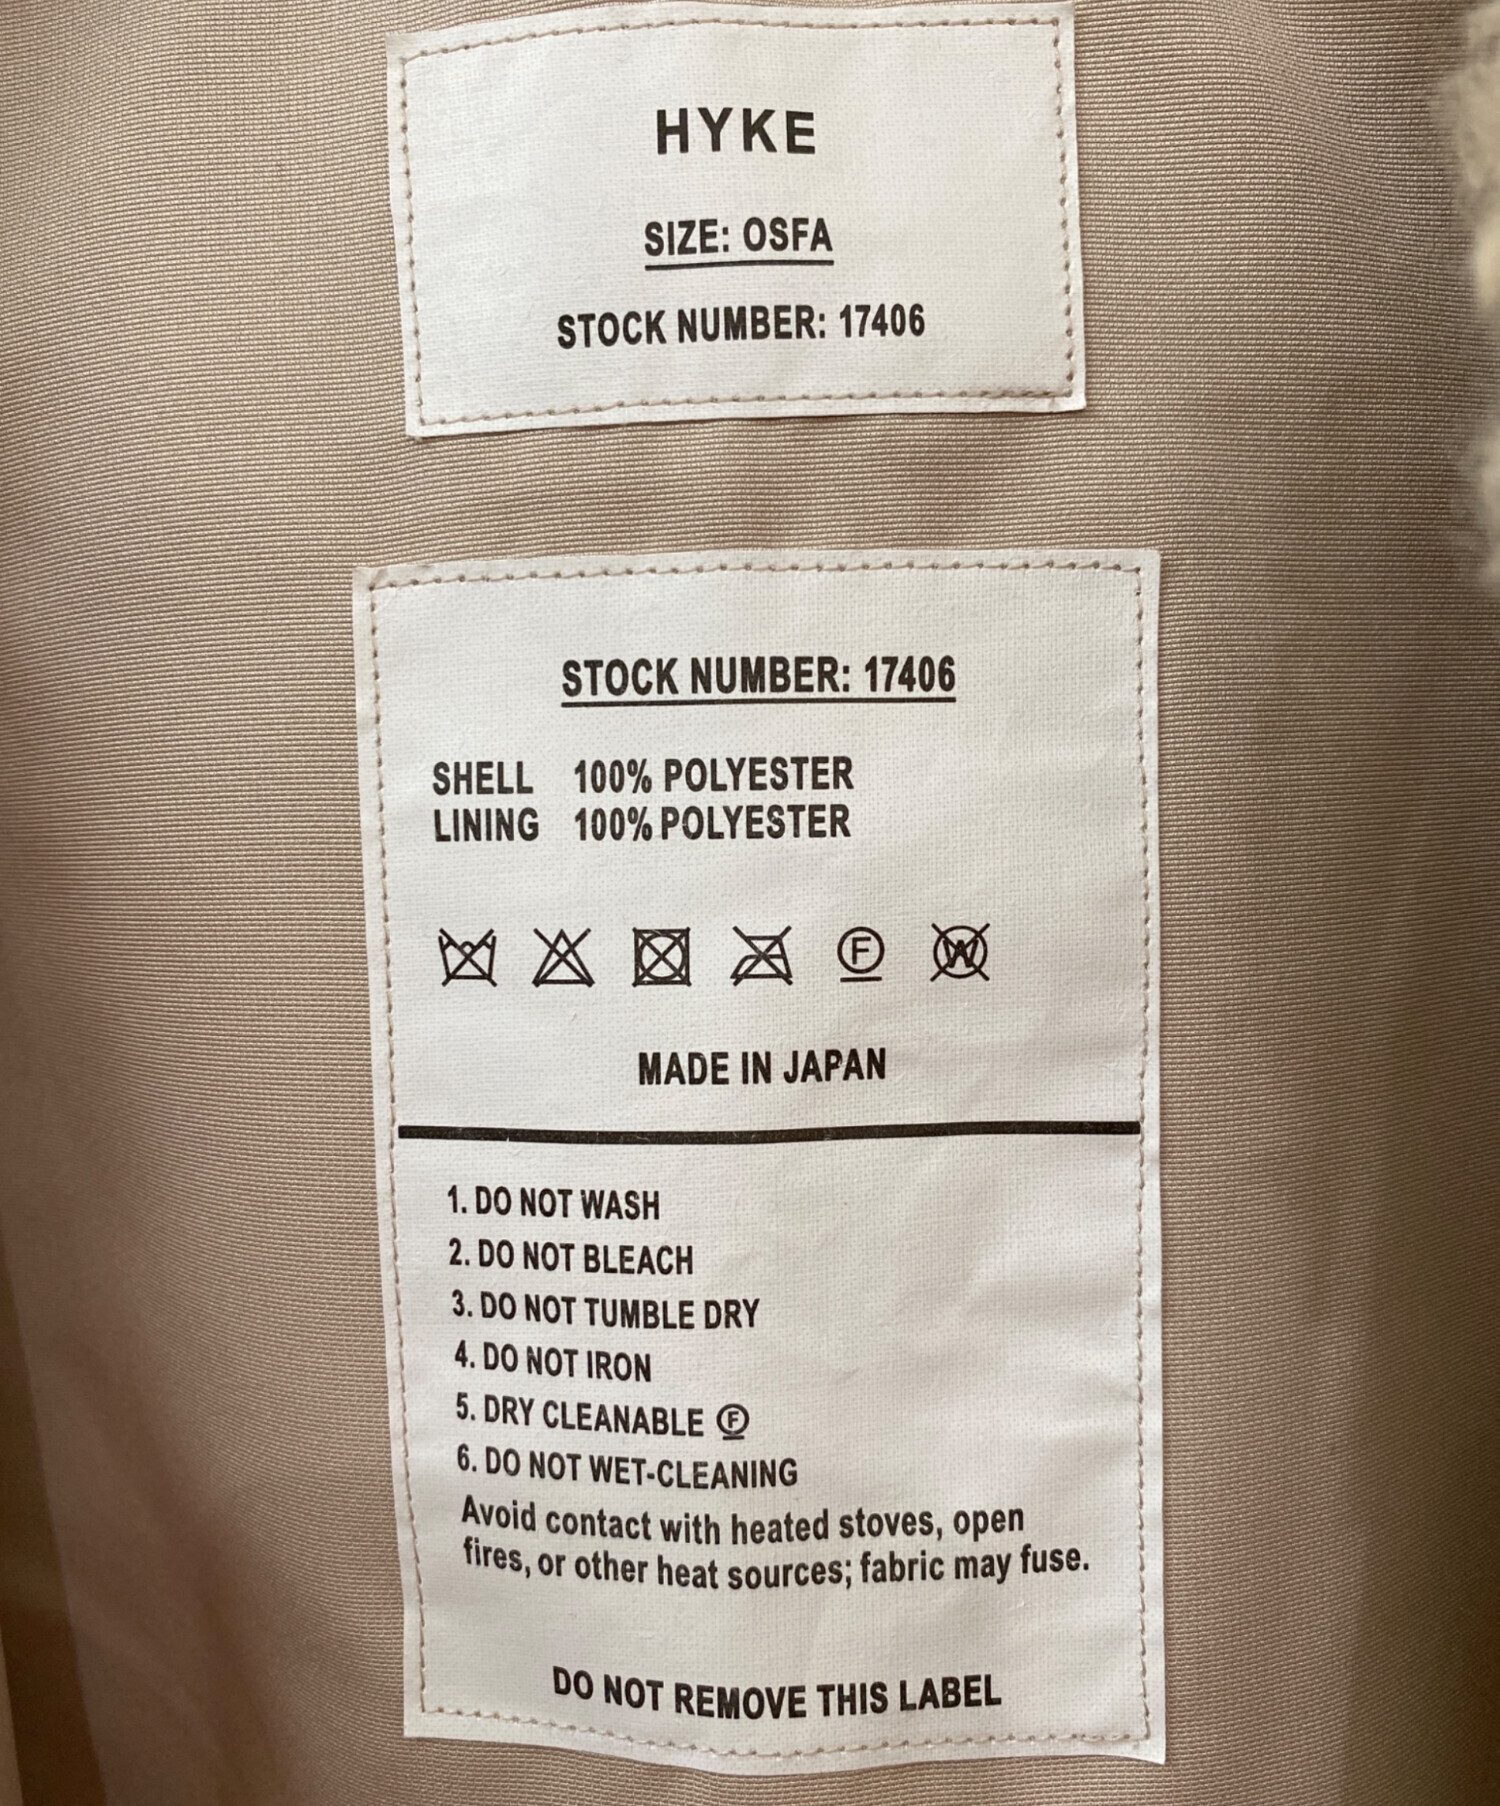 HYKE
SIZE: OSFA
STOCK NUMBER: 17406
STOCK NUMBER: 17406
SHELL 100% POLYESTER
LINING 100% POLYESTER
F W
MADE IN JAPAN
1. DO NOT WASH
2. DO NOT BLEACH
3. DO NOT TUMBLE DRY
4. DO NOT IRON
5. DRY CLEANABLE Ⓕ
6. DO NOT WET-CLEANING
Avoid contact with heated stoves, open
fires, or other heat sources; fabric may fuse.
DO NOT REMOVE THIS LABEL